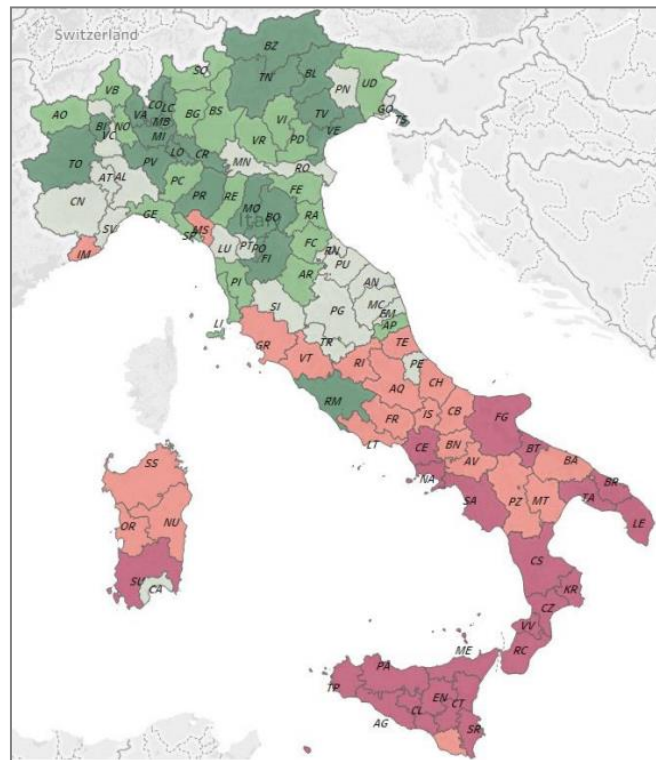 Switzerland
BZ
SO
VB
TN
BL
UD
PN
AO
CO
LC
BI
NO
VA
MB
BG
BS
TV
GO
TS
VC
MI
VI
VE
TO
LO
CR
VR
PD
PV
MN
RO
AT
AL
PC
CN
PR
RE
MO
FE
GE
BO
RA
SV
SP
MS
FC
IM
LU
PT
PO
FI
RN
PU
PI
AR
AN
SI
PG
MC
FM
LI
AP
TR
TE
GR
VT
RI
PE
AQ
CH
RM
FR
IS
CB
FG
LT
CE
BN
BT
AV
BA
NA
SS
SA
PZ
MT
TA
BR
OR
NU
LE
CS
SU
CA
KR
CZ
VV
ME
RC
PA
TP
EN
CT
AG
CL
SR